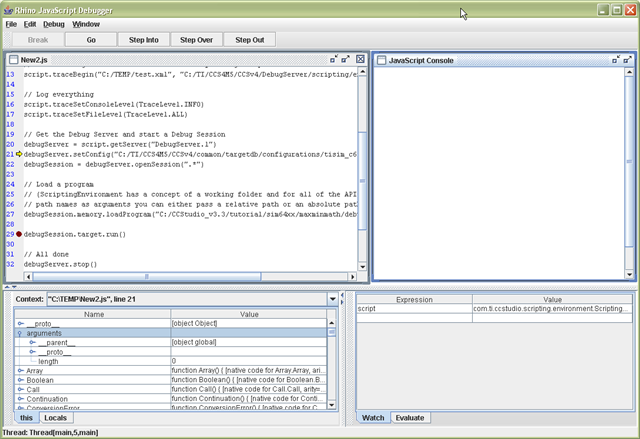 Rhino JavaScript Debugger
File Edit Debug Window
Break Go Step Into Step Over Step Out
New2.js
13 script.traceBegin("C:/TEMP/test.xml", "C:/TI/CCS4M5/CCSv4/DebugServer/scripting/e
14
15 // Log everything
16 script.traceSetConsoleLevel(TraceLevel.INFO)
17 script.traceSetFileLevel(TraceLevel.ALL)
18
19 // Get the Debug Server and start a Debug Session
20 debugServer = script.getServer("DebugServer.1")
21 debugServer.setConfig("C:/TI/CCS4M5/CCSv4/common/targetdb/configurations/tisim_c6
22 debugSession = debugServer.openSession(".*")
23
24 // Load a program
25 // (ScriptingEnvironment has a concept of a working folder and for all of the API
26 // path names as arguments you can either pass a relative path or an absolute pat
27 debugSession.memory.loadProgram("C:/CCStudio_v3.3/tutorial/sim64xx/maxminmath/deb
28
29 debugSession.target.run()
30
31 // All done
32 debugServer.stop()
JavaScript Console
Context: "C:\TEMP\New2.js", line 21
Name Value
__proto__ [object Object]
arguments
__parent__ [object global]
__proto__
length 0
Array function Array() { [native code for Array.Array, ari...
Boolean function Boolean() { [native code for Boolean.B...
Call function Call() { [native code for Call.Call, arity=...
Continuation function Continuation() { [native code for Conti...
ConversionError function ConversionError() { [native code for C...
this Locals
Expression Value
script com.ti.ccstudio.scripting.environment.Scripting...
Watch Evaluate
Thread: Thread[main,5,main]